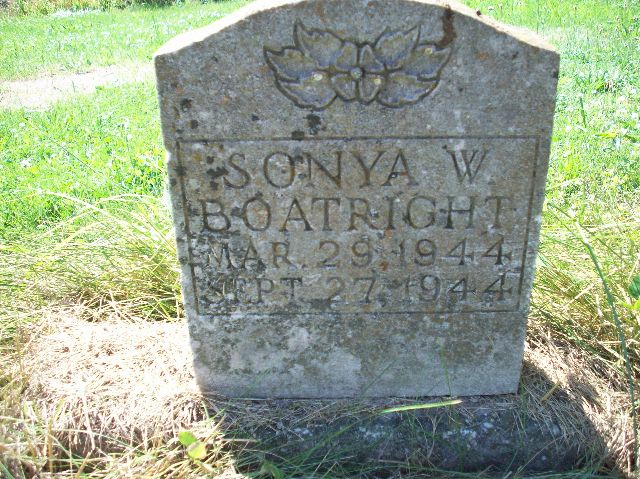 SONYA W
BOATRIGHT
MAR. 29, 1944
SEPT. 27, 1944